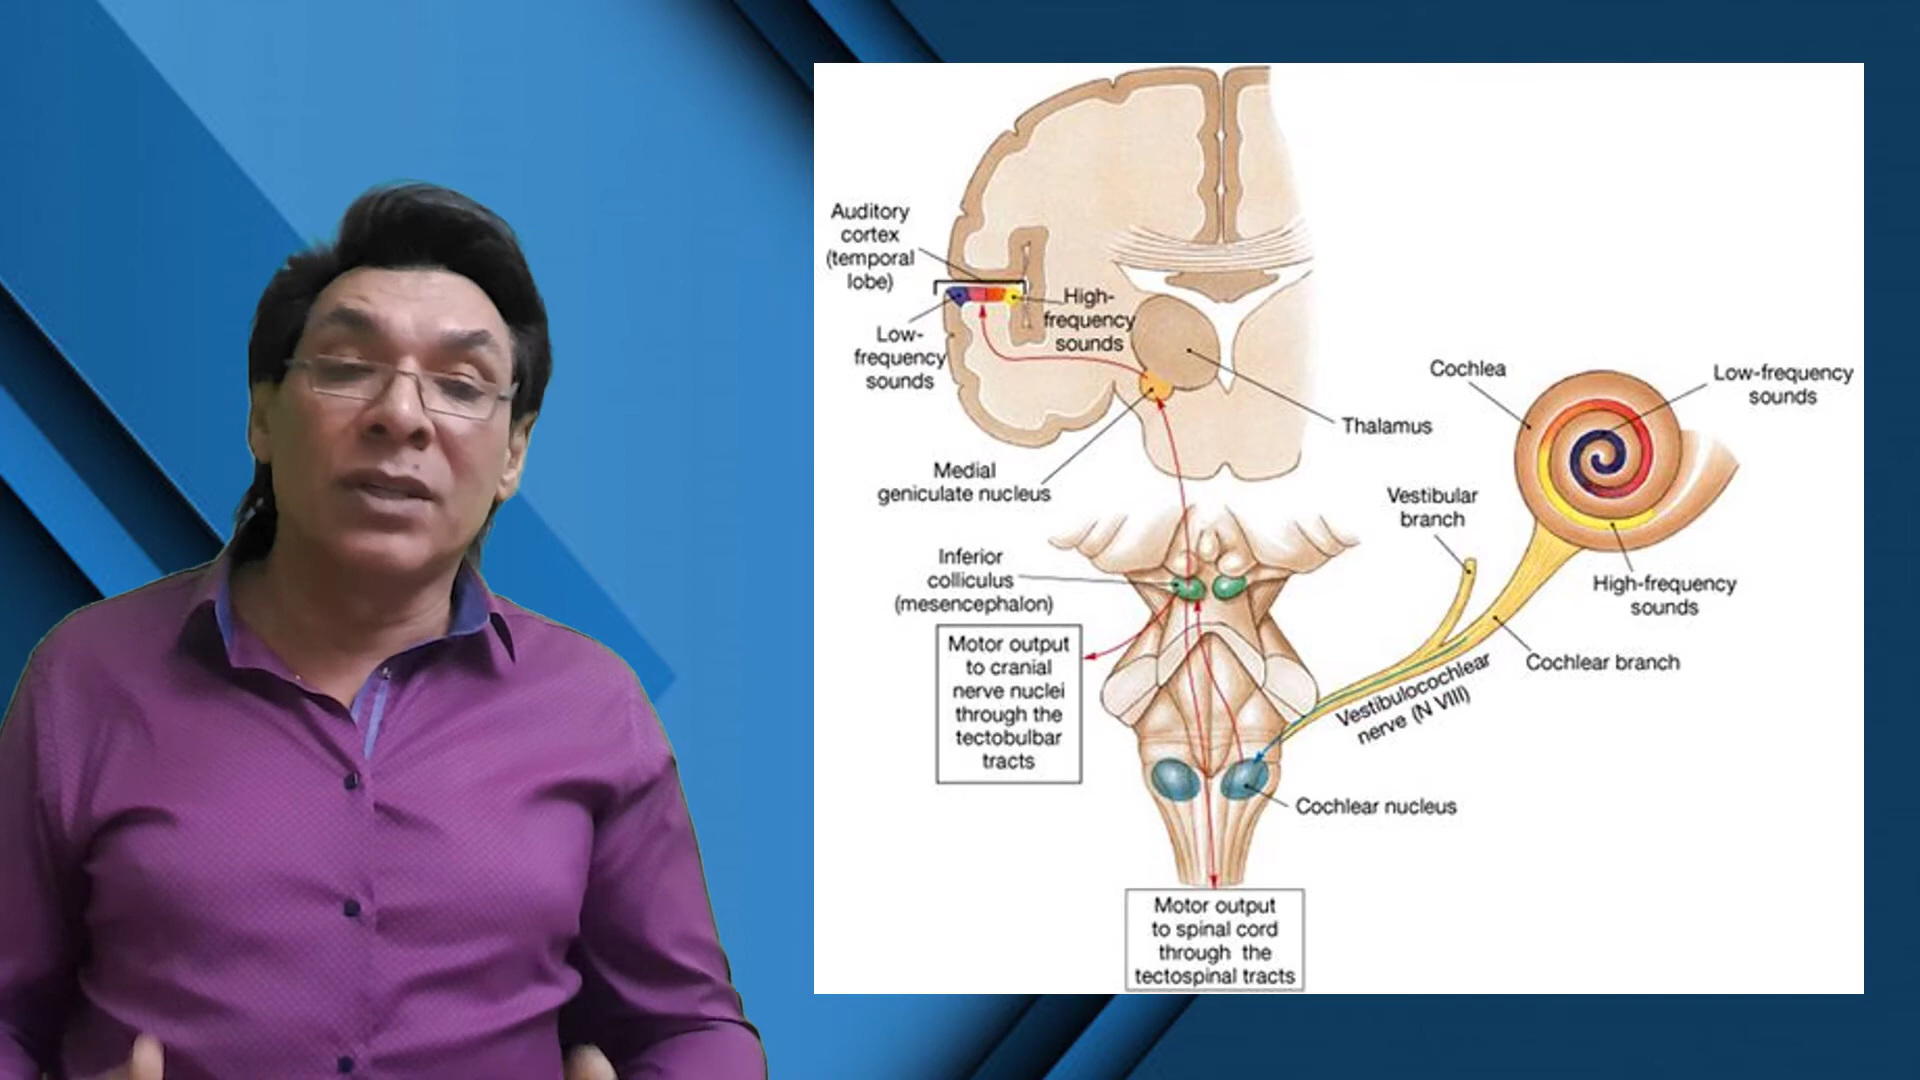 Auditory
cortex
(temporal
lobe)
High-
frequency
sounds
Low-
frequency
sounds
Cochlea
Low-frequency
sounds
Thalamus
Medial
geniculate nucleus
Vestibular
branch
Inferior
colliculus
(mesencephalon)
High-frequency
sounds
Motor output
to cranial
nerve nuclei
through the
tectobulbar
tracts
Cochlear branch
Vestibulocochlear
nerve (N VIII)
Cochlear nucleus
Motor output
to spinal cord
through the
tectospinal tracts